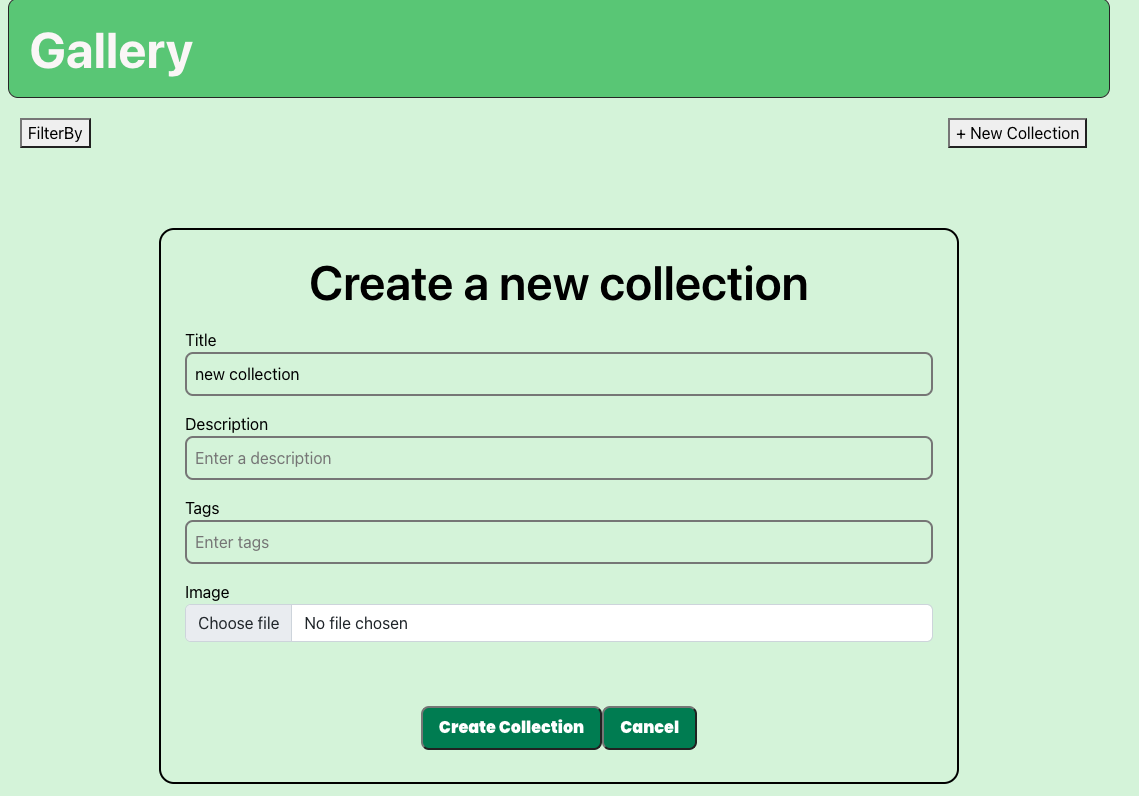 Gallery
FilterBy
+ New Collection
Create a new collection
Title
new collection
Description
Enter a description
Tags
Enter tags
Image
Choose file No file chosen
Create Collection Cancel